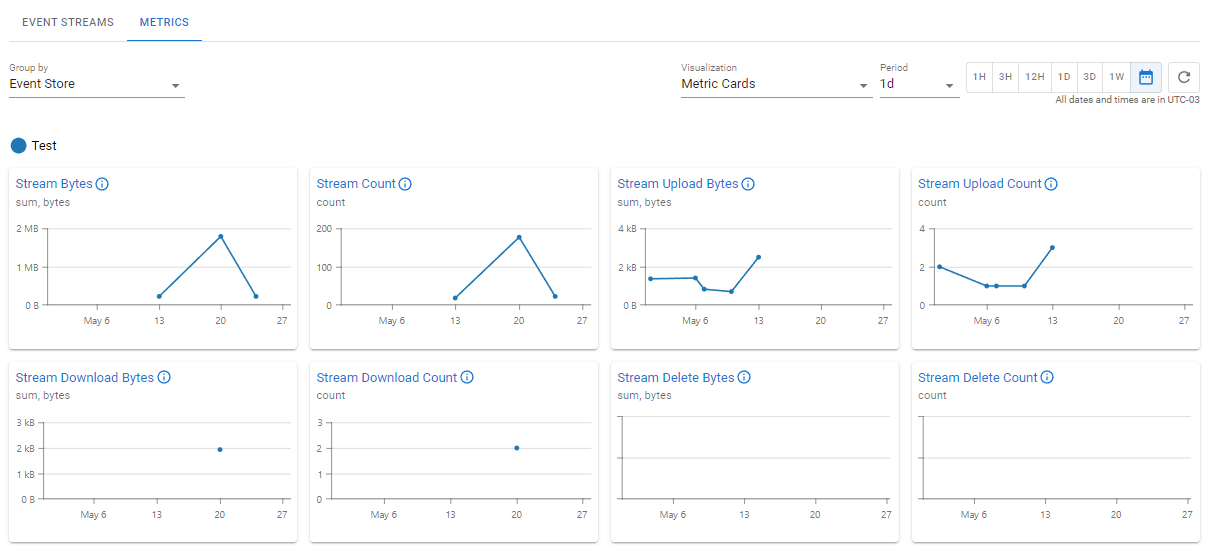 EVENT STREAMS METRICS
Group by
Event Store
Visualization
Metric Cards
Period
1d
1H 3H 12H 1D 3D 1W
All dates and times are in UTC-03
Test
Stream Bytes
sum, bytes
2 MB
1 MB
0 B
May 6 13 20 27
Stream Count
count
200
100
0
May 6 13 20 27
Stream Upload Bytes
sum, bytes
4 kB
2 kB
0 B
May 6 13 20 27
Stream Upload Count
count
4
2
0
May 6 13 20 27
Stream Download Bytes
sum, bytes
3 kB
2 kB
1 kB
0 B
May 6 13 20 27
Stream Download Count
count
3
2
1
0
May 6 13 20 27
Stream Delete Bytes
sum, bytes
May 6 13 20 27
Stream Delete Count
count
May 6 13 20 27